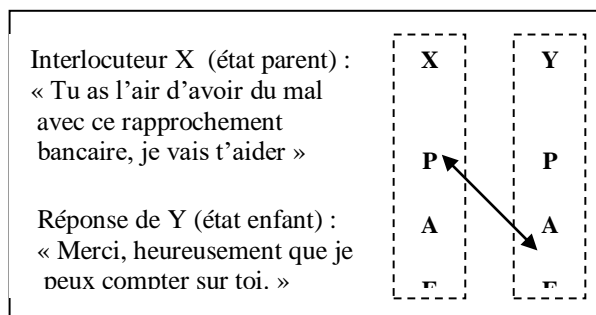 Interlocuteur X (état parent) :
« Tu as l’air d’avoir du mal
avec ce rapprochement
bancaire, je vais t’aider »
Réponse de Y (état enfant) :
« Merci, heureusement que je
peux compter sur toi. »
X Y
P P
A A
E E